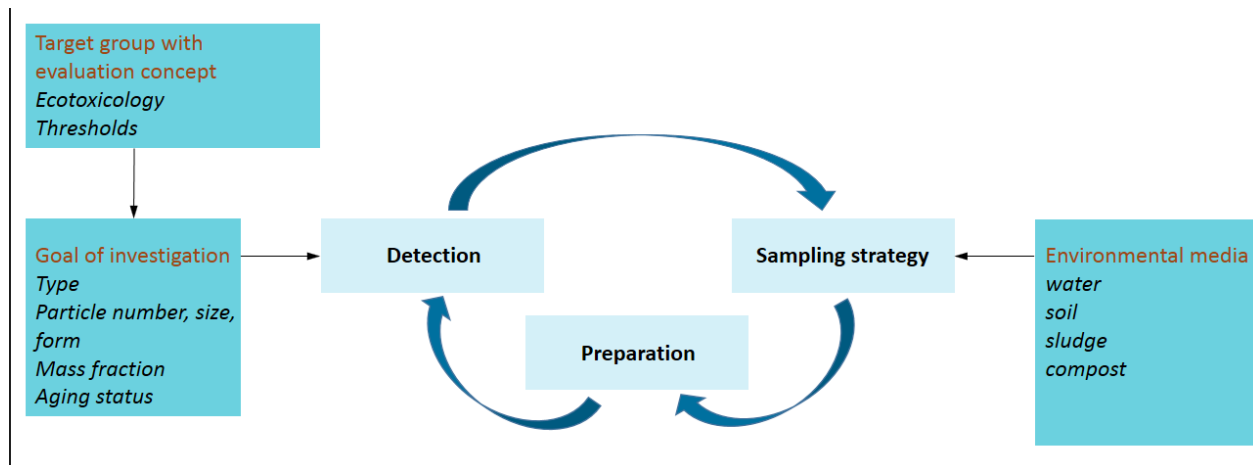 Target group with
evaluation concept
Ecotoxicology
Thresholds
Goal of investigation
Type
Particle number, size,
form
Mass fraction
Aging status
Detection
Sampling strategy
Preparation
Environmental media
water
soil
sludge
compost